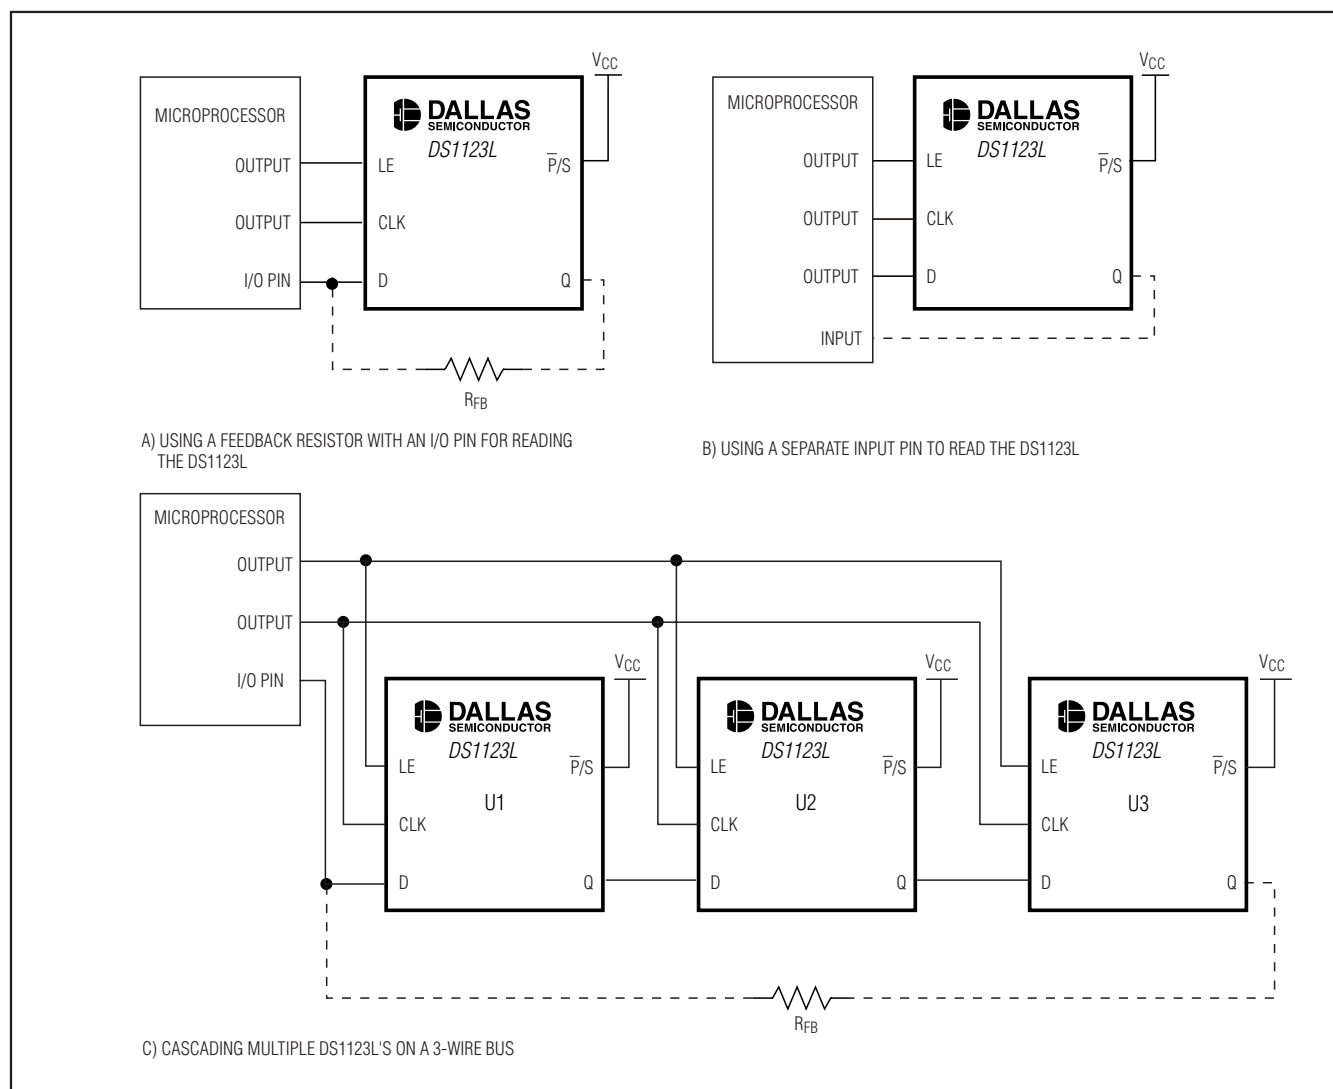 MICROPROCESSOR
OUTPUT
OUTPUT
I/O PIN
DALLAS
SEMICONDUCTOR
DS1123L
LE
CLK
D
P̅/S
Q
VCC
RFB
A) USING A FEEDBACK RESISTOR WITH AN I/O PIN FOR READING
THE DS1123L
MICROPROCESSOR
OUTPUT
OUTPUT
OUTPUT
INPUT
DALLAS
SEMICONDUCTOR
DS1123L
LE
CLK
D
P̅/S
Q
VCC
B) USING A SEPARATE INPUT PIN TO READ THE DS1123L
MICROPROCESSOR
OUTPUT
OUTPUT
I/O PIN
DALLAS
SEMICONDUCTOR
DS1123L
U1
LE
CLK
D
P̅/S
Q
VCC
DALLAS
SEMICONDUCTOR
DS1123L
U2
LE
CLK
D
P̅/S
Q
VCC
DALLAS
SEMICONDUCTOR
DS1123L
U3
LE
CLK
D
P̅/S
Q
VCC
RFB
C) CASCADING MULTIPLE DS1123L'S ON A 3-WIRE BUS